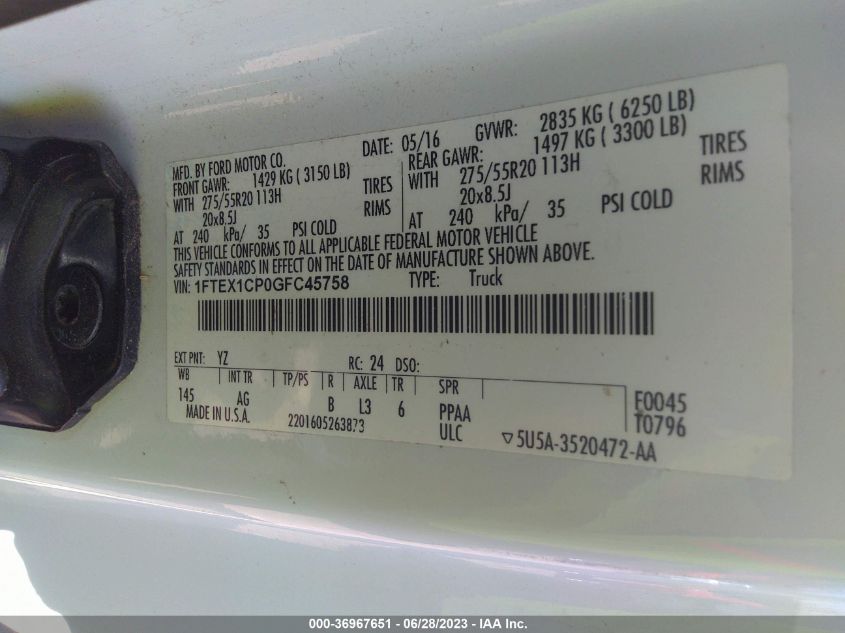 MFD. BY FORD MOTOR CO. DATE: 05/16 GVWR: 2835 KG ( 6250 LB)
FRONT GAWR: 1429 KG ( 3150 LB) REAR GAWR: 1497 KG ( 3300 LB)
WITH 275/55R20 113H TIRES WITH 275/55R20 113H TIRES
20x8.5J RIMS 20x8.5J RIMS
AT 240 kPa/ 35 PSI COLD AT 240 kPa/ 35 PSI COLD
THIS VEHICLE CONFORMS TO ALL APPLICABLE FEDERAL MOTOR VEHICLE
SAFETY STANDARDS IN EFFECT ON THE DATE OF MANUFACTURE SHOWN ABOVE.
VIN: 1FTEX1CP0GFC45758 TYPE: Truck
EXT PNT: YZ RC: 24 DSO:
WB INT TR TP/PS R AXLE TR SPR
145 AG B L3 6 PPAA F0045
MADE IN U.S.A. 2201605263873 ULC T0796
▽5U5A-3520472-AA
000-36967651 / 06/28/2023 - IAA Inc.